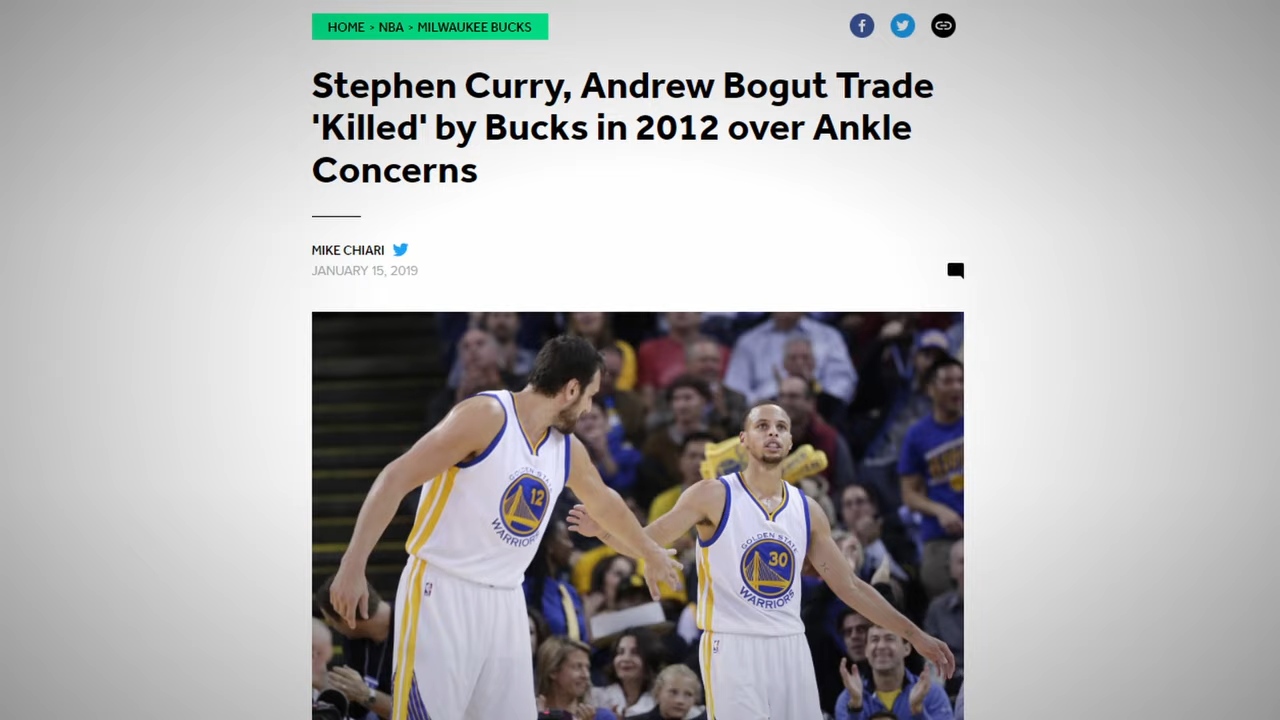 HOME > NBA > MILWAUKEE BUCKS
Stephen Curry, Andrew Bogut Trade
'Killed' by Bucks in 2012 over Ankle
Concerns
MIKE CHIARI
JANUARY 15, 2019
GOLDEN STATE
12
WARRIORS
GOLDEN STATE
30
WARRIORS